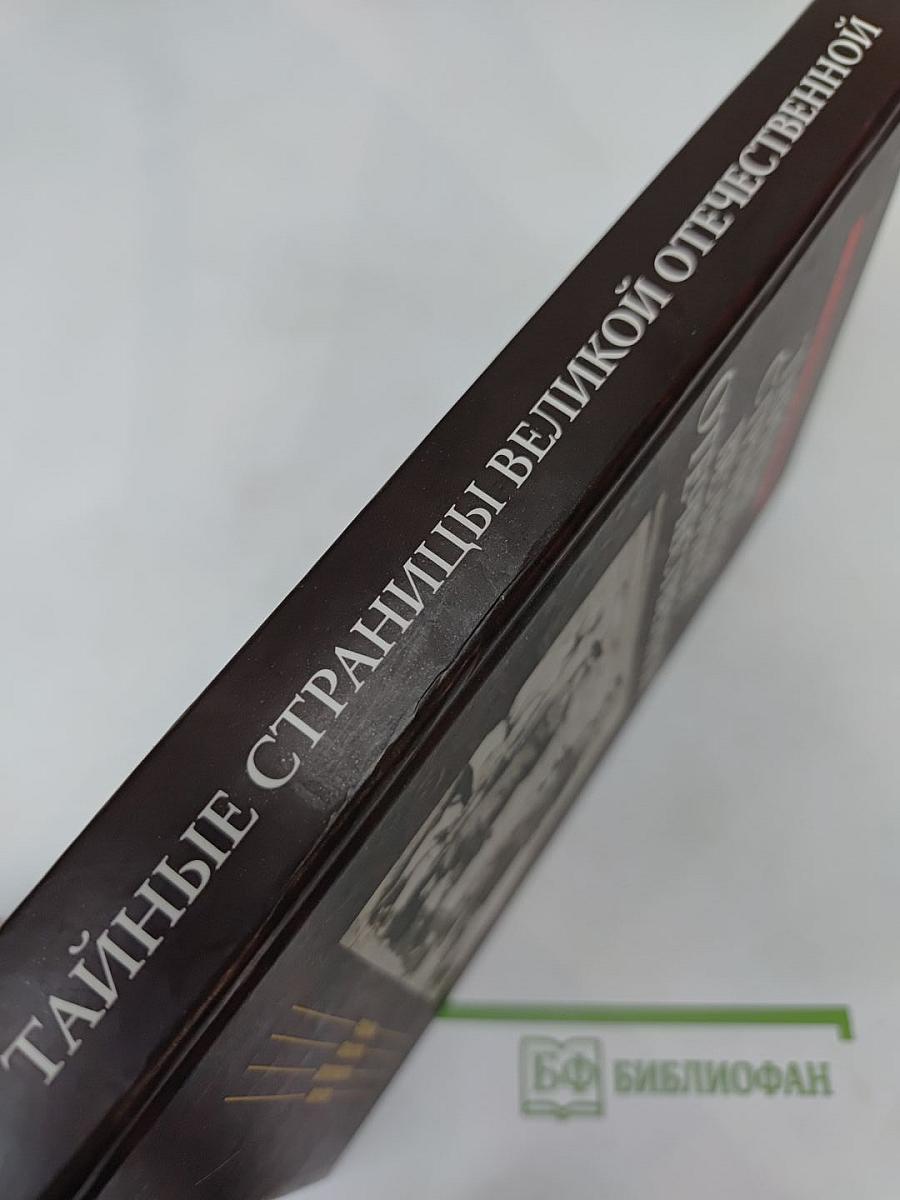 ТАЙНЫЕ СТРАНИЦЫ ВЕЛИКОЙ ОТЕЧЕСТВЕННОЙ
БФ БИБЛИОФАН